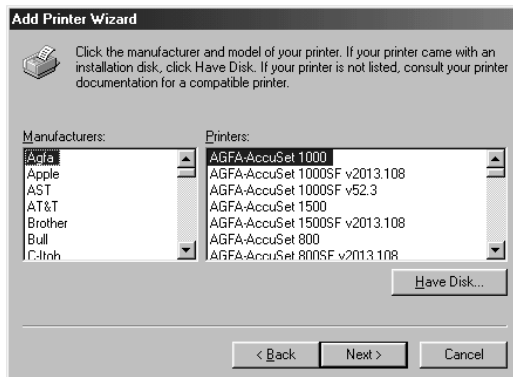 Add Printer Wizard
Click the manufacturer and model of your printer. If your printer came with an
installation disk, click Have Disk. If your printer is not listed, consult your printer
documentation for a compatible printer.
Manufacturers:
Agfa
Apple
AST
AT&T
Brother
Bull
C-Itoh
Printers:
AGFA-AccuSet 1000
AGFA-AccuSet 1000SF v2013.108
AGFA-AccuSet 1000SF v52.3
AGFA-AccuSet 1500
AGFA-AccuSet 1500SF v2013.108
AGFA-AccuSet 800
AGFA-AccuSet 800SF v2013.108
Have Disk...
< Back
Next >
Cancel